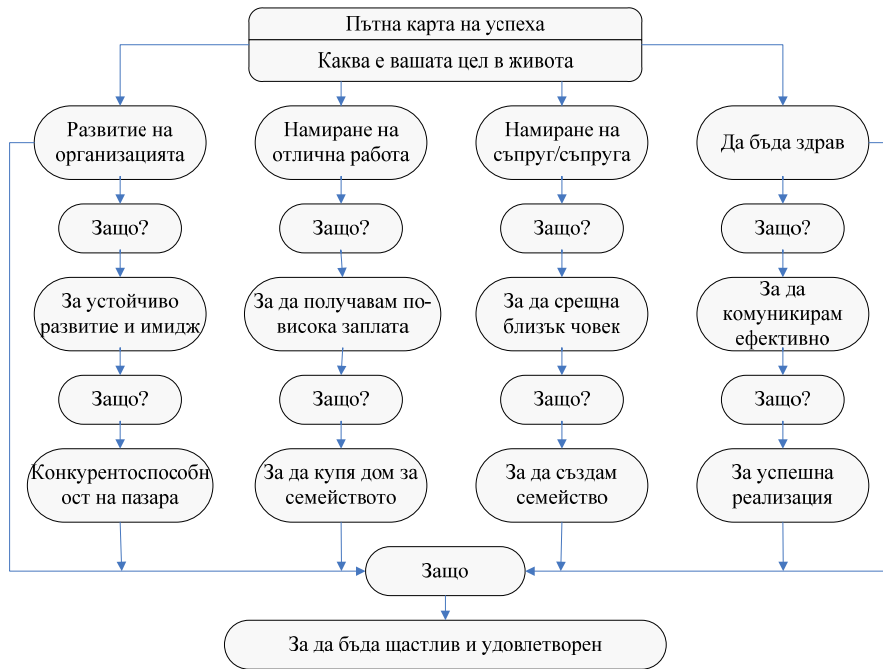 Пътна карта на успеха
Каква е вашата цел в живота
Развитие на
организацията
Намиране на
отлична работа
Намиране на
съпруг/съпруга
Да бъда здрав
Защо?
Защо?
Защо?
Защо?
За устойчиво
развитие и имидж
За да получавам по-
висока заплата
За да срещна
близък човек
За да
комуникирам
ефективно
Защо?
Защо?
Защо?
Защо?
Конкурентоспособн
ост на пазара
За да купя дом за
семейството
За да създам
семейство
За успешна
реализация
Защо
За да бъда щастлив и удовлетворен